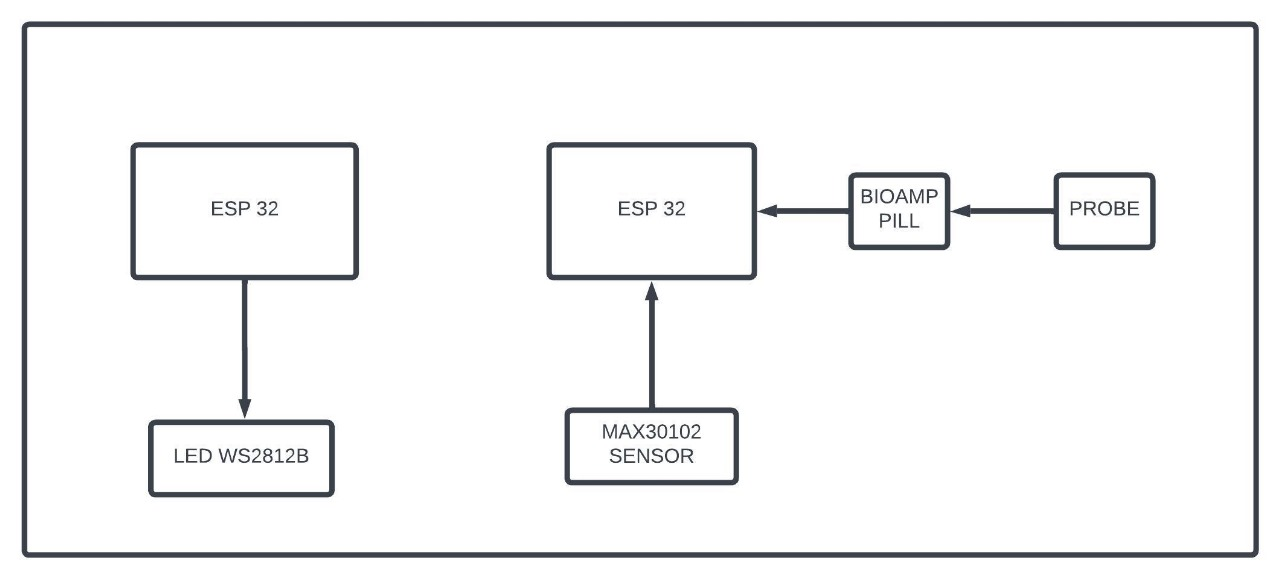 ESP 32
ESP 32
BIOAMP
PILL
PROBE
LED WS2812B
MAX30102
SENSOR